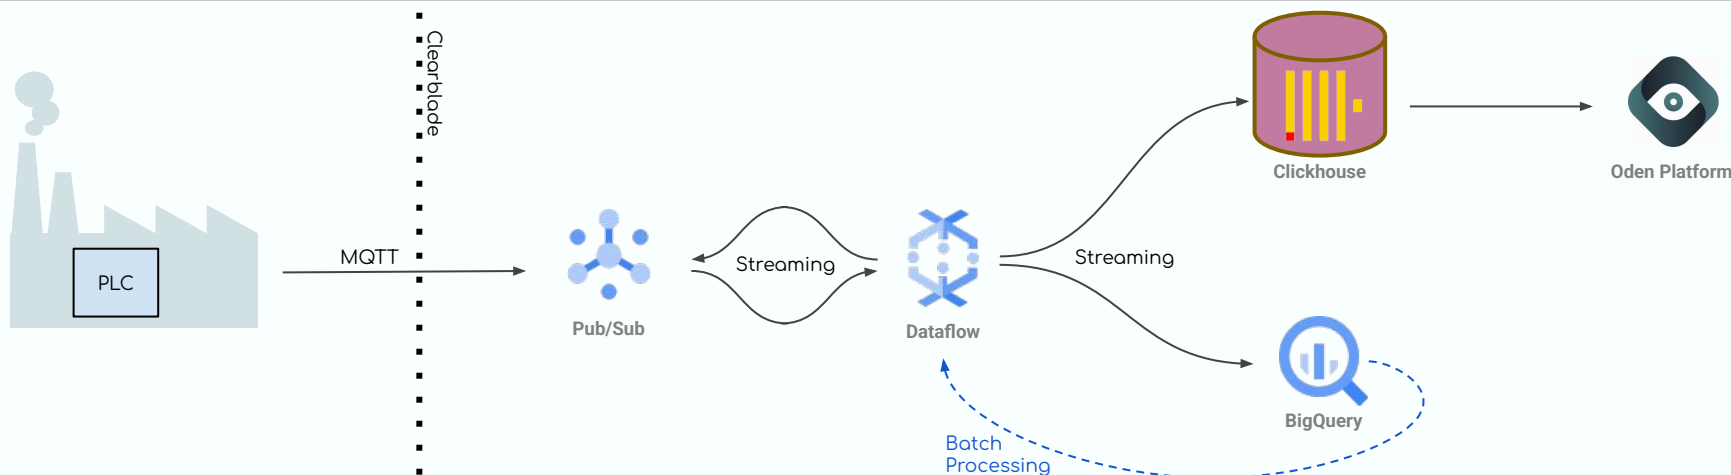 Clearblade
PLC
MQTT
Pub/Sub
Streaming
Dataflow
Streaming
Clickhouse
Oden Platform
BigQuery
Batch
Processing